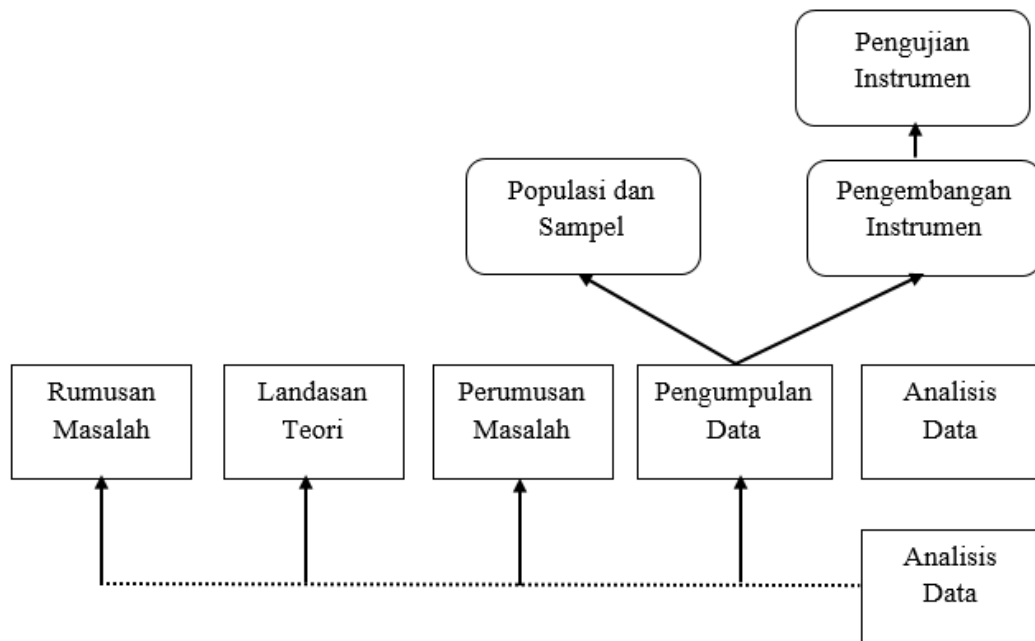 Pengujian
Instrumen
Populasi dan
Sampel
Pengembangan
Instrumen
Rumusan
Masalah
Landasan
Teori
Perumusan
Masalah
Pengumpulan
Data
Analisis
Data
Analisis
Data